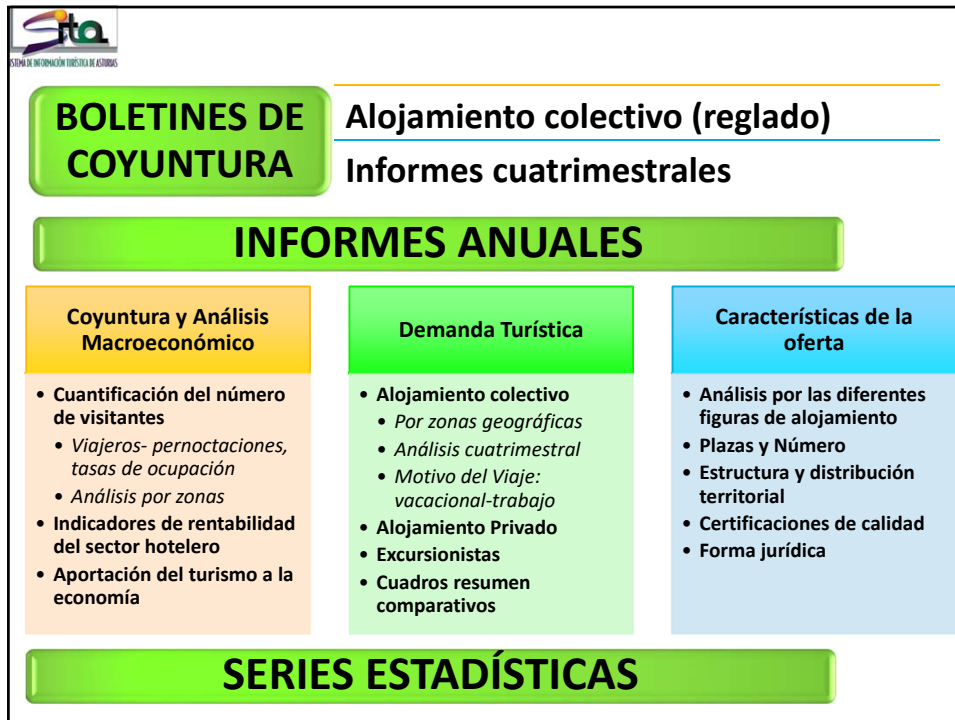 Sita
SISTEMA DE INFORMACIÓN TURÍSTICA DE ASTURIAS
BOLETINES DE
COYUNTURA
Alojamiento colectivo (reglado)
Informes cuatrimestrales
INFORMES ANUALES
Coyuntura y Análisis
Macroeconómico
• Cuantificación del número
de visitantes
• Viajeros- pernoctaciones,
tasas de ocupación
• Análisis por zonas
• Indicadores de rentabilidad
del sector hotelero
• Aportación del turismo a la
economía
Demanda Turística
• Alojamiento colectivo
• Por zonas geográficas
• Análisis cuatrimestral
• Motivo del Viaje:
vacacional-trabajo
• Alojamiento Privado
• Excursionistas
• Cuadros resumen
comparativos
Características de la
oferta
• Análisis por las diferentes
figuras de alojamiento
• Plazas y Número
• Estructura y distribución
territorial
• Certificaciones de calidad
• Forma jurídica
SERIES ESTADÍSTICAS